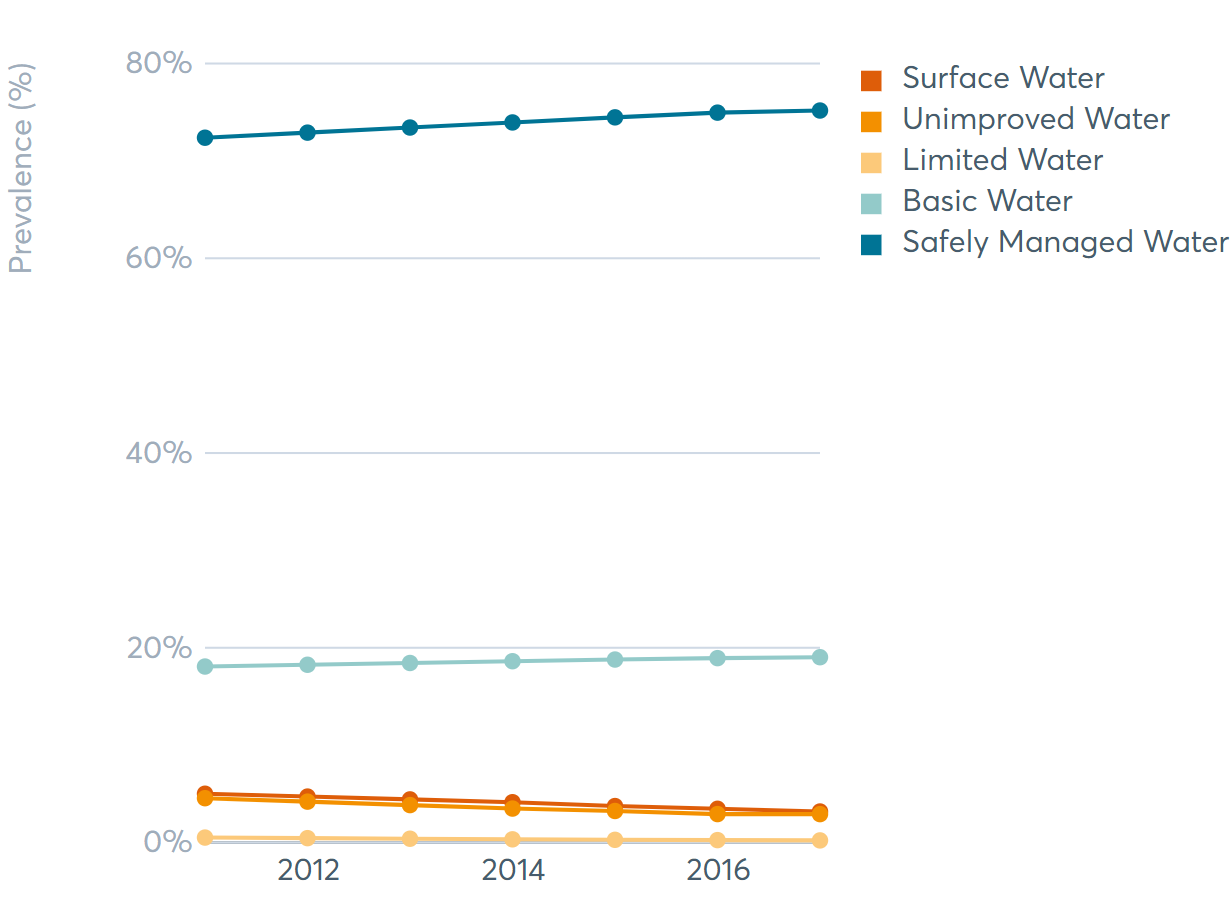 Prevalence (%)
80%
60%
40%
20%
0%
2012
2014
2016
Surface Water
Unimproved Water
Limited Water
Basic Water
Safely Managed Water